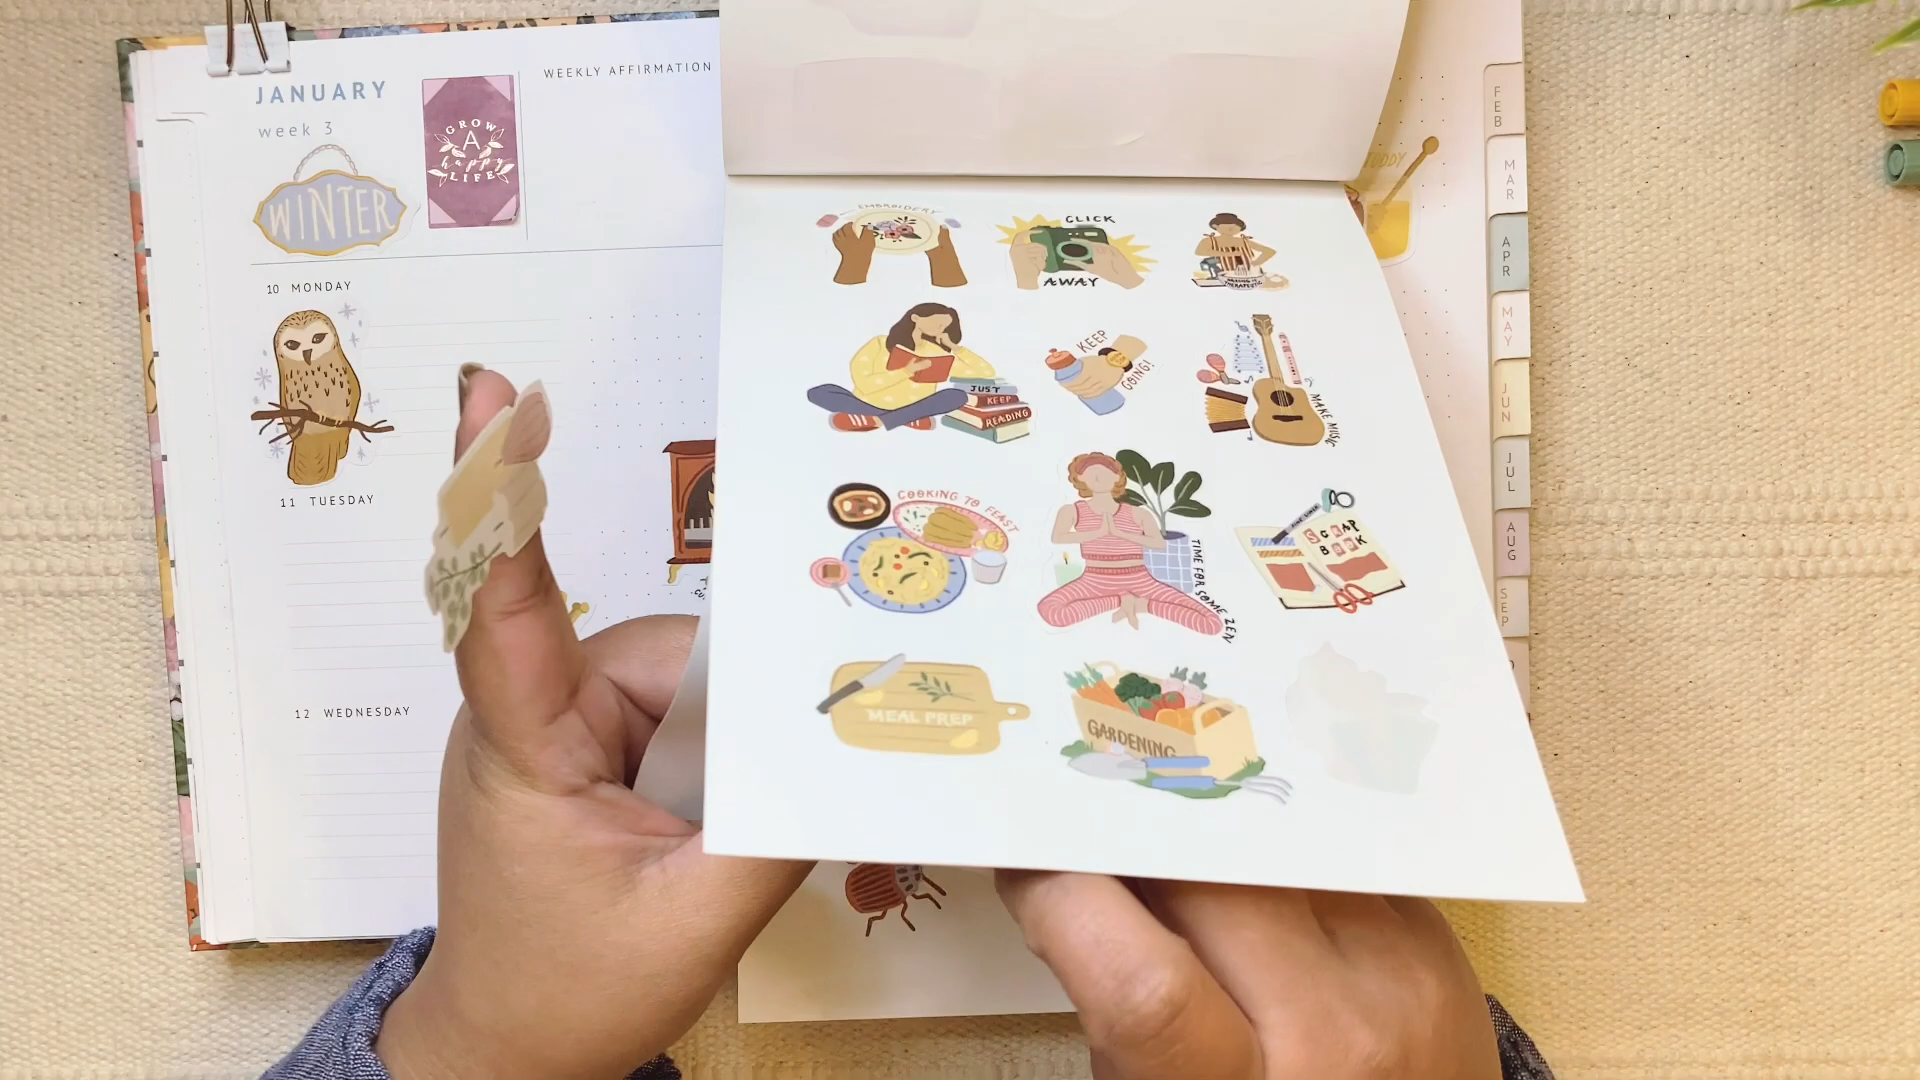 JANUARY
week 3
WINTER
GROW
A
happy
LIFE
WEEKLY AFFIRMATION
10 MONDAY
11 TUESDAY
12 WEDNESDAY
EMBROIDERY
CLICK
AWAY
THERAPEUTIC
JUST
KEEP
READING
KEEP
GOING!
MAKE MUSIC
COOKING TO FEAST
TIME FOR SOME ZEN
SCRAP
BOOK
MEAL PREP
GARDENING
TODDY
FEB
MAR
APR
MAY
JUN
JUL
AUG
SEP